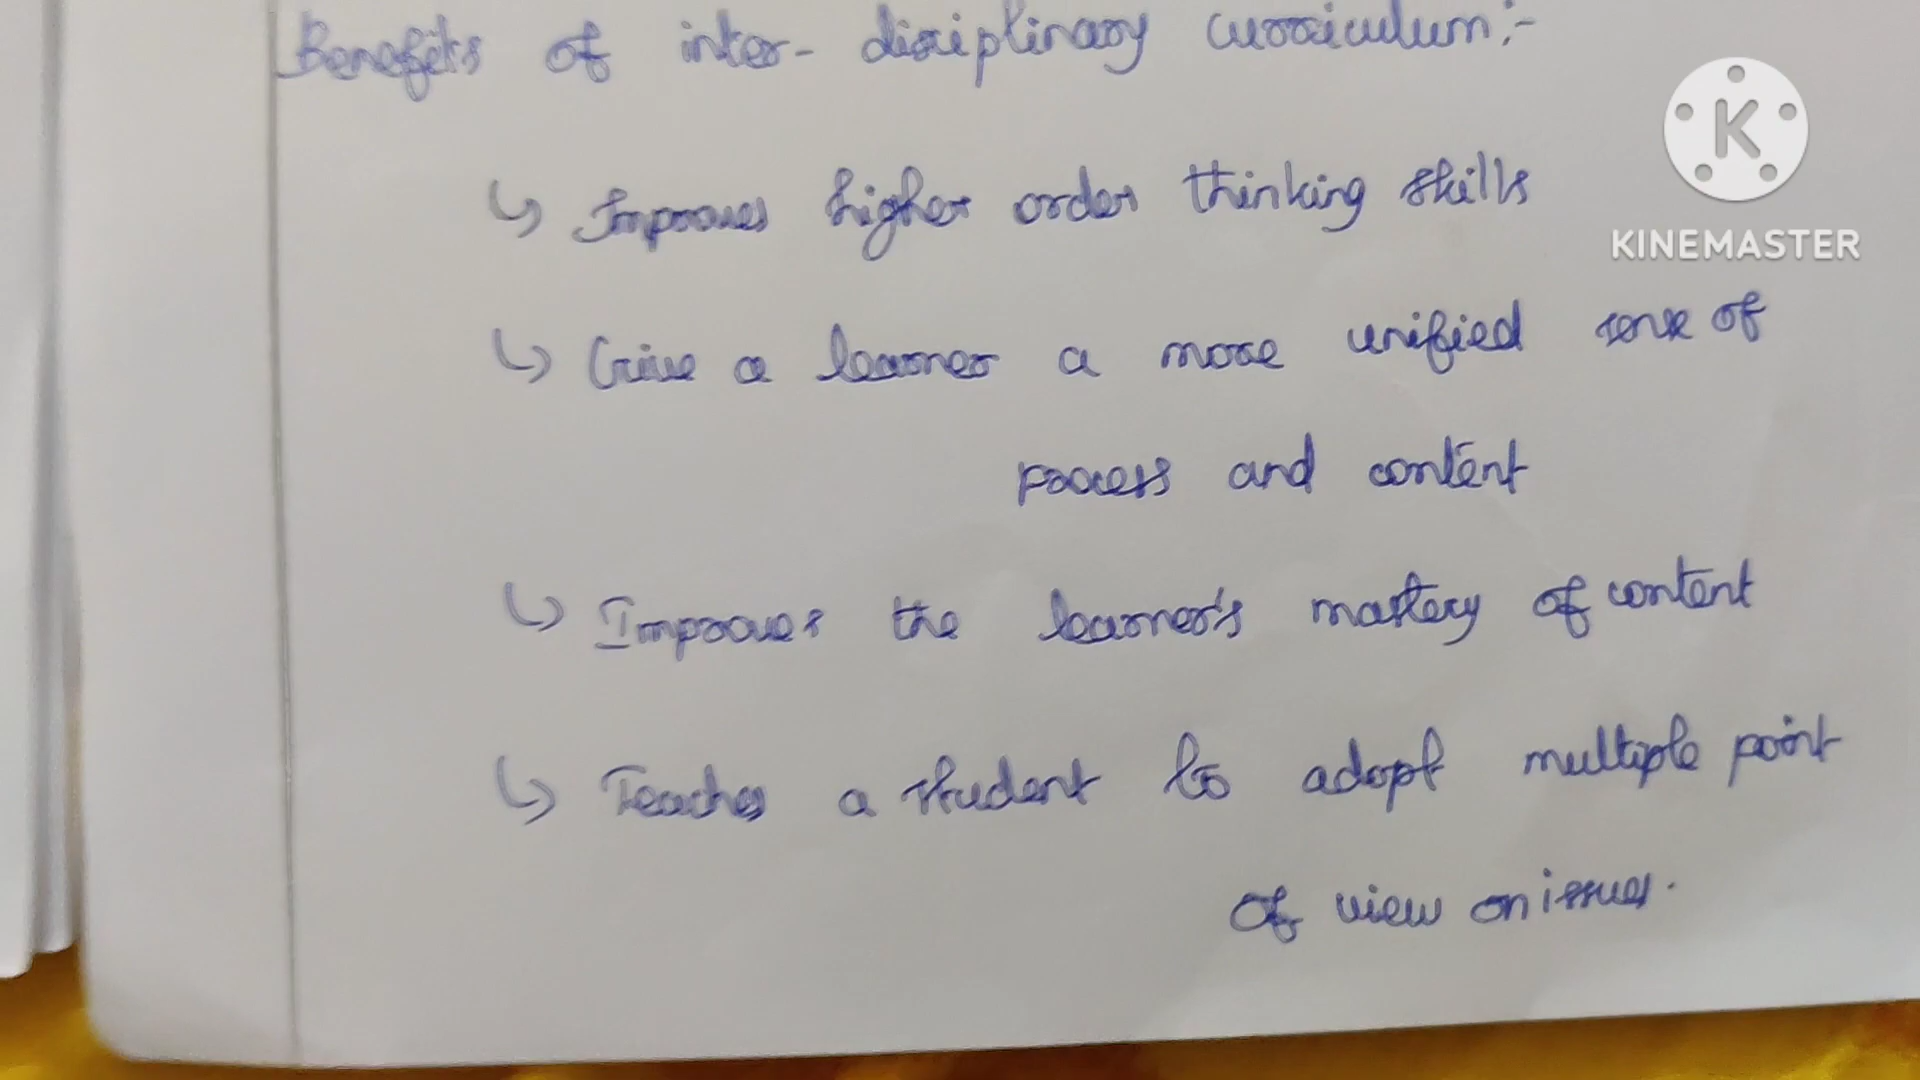 Benefits of inter- disciplinary curriculum:-
↳ Improves higher order thinking skills
KINEMASTER
↳ Give a learner a more unified sense of
process and content
↳ Improves the learner's mastery of content
↳ Teaches a student to adopt multiple point
of view on issues.